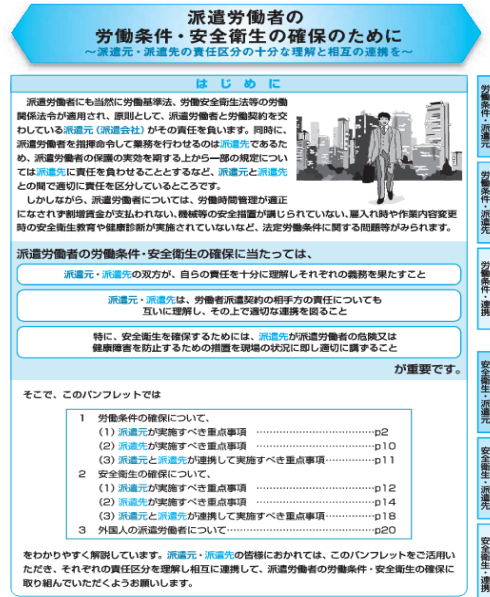 派遣労働者の
労働条件・安全衛生の確保のために
～派遣元・派遣先の責任区分の十分な理解と相互の連携を～
はじめに
派遣労働者にも当然に労働基準法、労働安全衛生法等の労働
関係法令が適用され、原則として、派遣労働者と労働契約を交
わしている派遣元（派遣会社）がその責任を負います。同時に、
派遣労働者を指揮命令して業務を行わせるのは派遣先であるた
め、派遣労働者の保護の実効を期する上から一部の規定につい
ては派遣先に責任を負わせることとするなど、派遣元と派遣先
との間で適切に責任を区分しているところです。
しかしながら、派遣労働者については、労働時間管理が適正
になされず割増賃金が支払われない、機械等の安全措置が講じられていない、雇入れ時や作業内容変更
時の安全衛生教育や健康診断が実施されていないなど、法定労働条件に関する問題等がみられます。
派遣労働者の労働条件・安全衛生の確保に当たっては、
派遣元・派遣先の双方が、自らの責任を十分に理解しそれぞれの義務を果たすこと
派遣元・派遣先は、労働者派遣契約の相手方の責任についても
互いに理解し、その上で適切な連携を図ること
特に、安全衛生を確保するためには、派遣先が派遣労働者の危険又は
健康障害を防止するための措置を現場の状況に即し適切に講ずること
が重要です。
そこで、このパンフレットでは
1 労働条件の確保について、
（1）派遣元が実施すべき重点事項 ……………………………p2
（2）派遣先が実施すべき重点事項 ……………………………p10
（3）派遣元と派遣先が連携して実施すべき重点事項……………p11
2 安全衛生の確保について、
（1）派遣元が実施すべき重点事項 ……………………………p12
（2）派遣先が実施すべき重点事項 ……………………………p14
（3）派遣元と派遣先が連携して実施すべき重点事項……………p18
3 外国人の派遣労働者について……………………………………p20
をわかりやすく解説しています。派遣元・派遣先の皆様におかれては、このパンフレットをご活用い
ただき、それぞれの責任区分を理解し相互に連携して、派遣労働者の労働条件・安全衛生の確保に
取り組んでいただくようお願いします。
労働条件・派遣元
労働条件・派遣先
労働条件・連携
安全衛生・派遣元
安全衛生・派遣先
安全衛生・連携